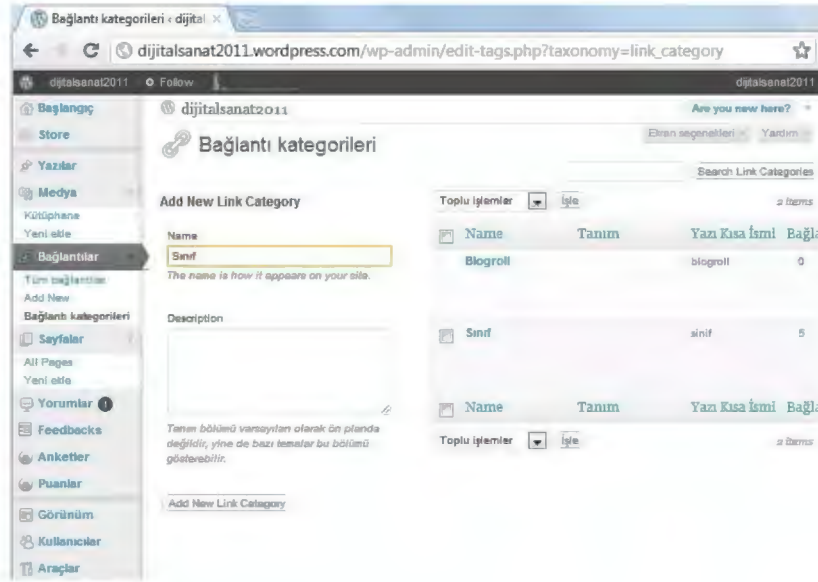 Bağlantı kategorileri ‹ dijital
dijitalsanat2011.wordpress.com/wp-admin/edit-tags.php?taxonomy=link_category
dijitalsanat2011 Follow dijitalsanat2011
Başlangıç
Store
Yazılar
Medya
Kütüphane
Yeni ekle
Bağlantılar
Tüm bağlantılar
Add New
Bağlantı kategorileri
Sayfalar
All Pages
Yeni ekle
Yorumlar 1
Feedbacks
Anketler
Puanlar
Görünüm
Kullanıcılar
Araçlar
dijitalsanat2011
Are you new here?
Bağlantı kategorileri
Ekran seçenekleri Yardım
Search Link Categories
Add New Link Category
Name
Sınıf
The name is how it appears on your site.
Description
Tanım bölümü varsayılan olarak ön planda
değildir, yine de bazı temalar bu bölümü
gösterebilir.
Add New Link Category
Toplu işlemler İşle 2 items
Name Tanım Yazı Kısa İsmi Bağla
Blogroll blogroll 0
Sınıf sinif 5
Name Tanım Yazı Kısa İsmi Bağla
Toplu işlemler İşle 2 items